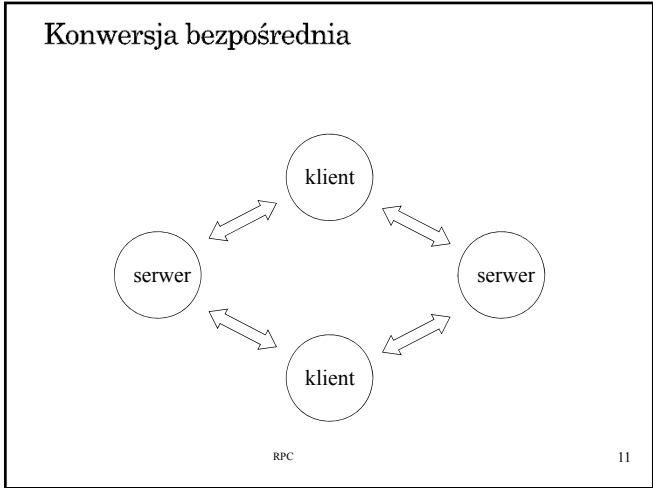 Konwersja bezpośrednia
klient
serwer
serwer
klient
RPC
11